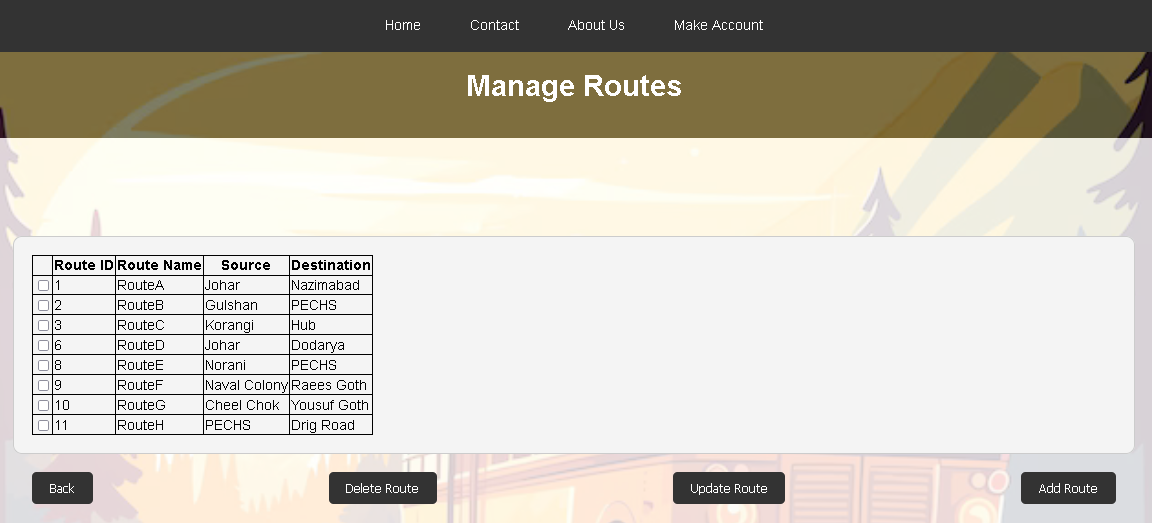 Home Contact About Us Make Account
Manage Routes
Route ID Route Name Source Destination
1 RouteA Johar Nazimabad
2 RouteB Gulshan PECHS
3 RouteC Korangi Hub
6 RouteD Johar Dodarya
8 RouteE Norani PECHS
9 RouteF Naval Colony Raees Goth
10 RouteG Cheel Chok Yousuf Goth
11 RouteH PECHS Drig Road
Back Delete Route Update Route Add Route